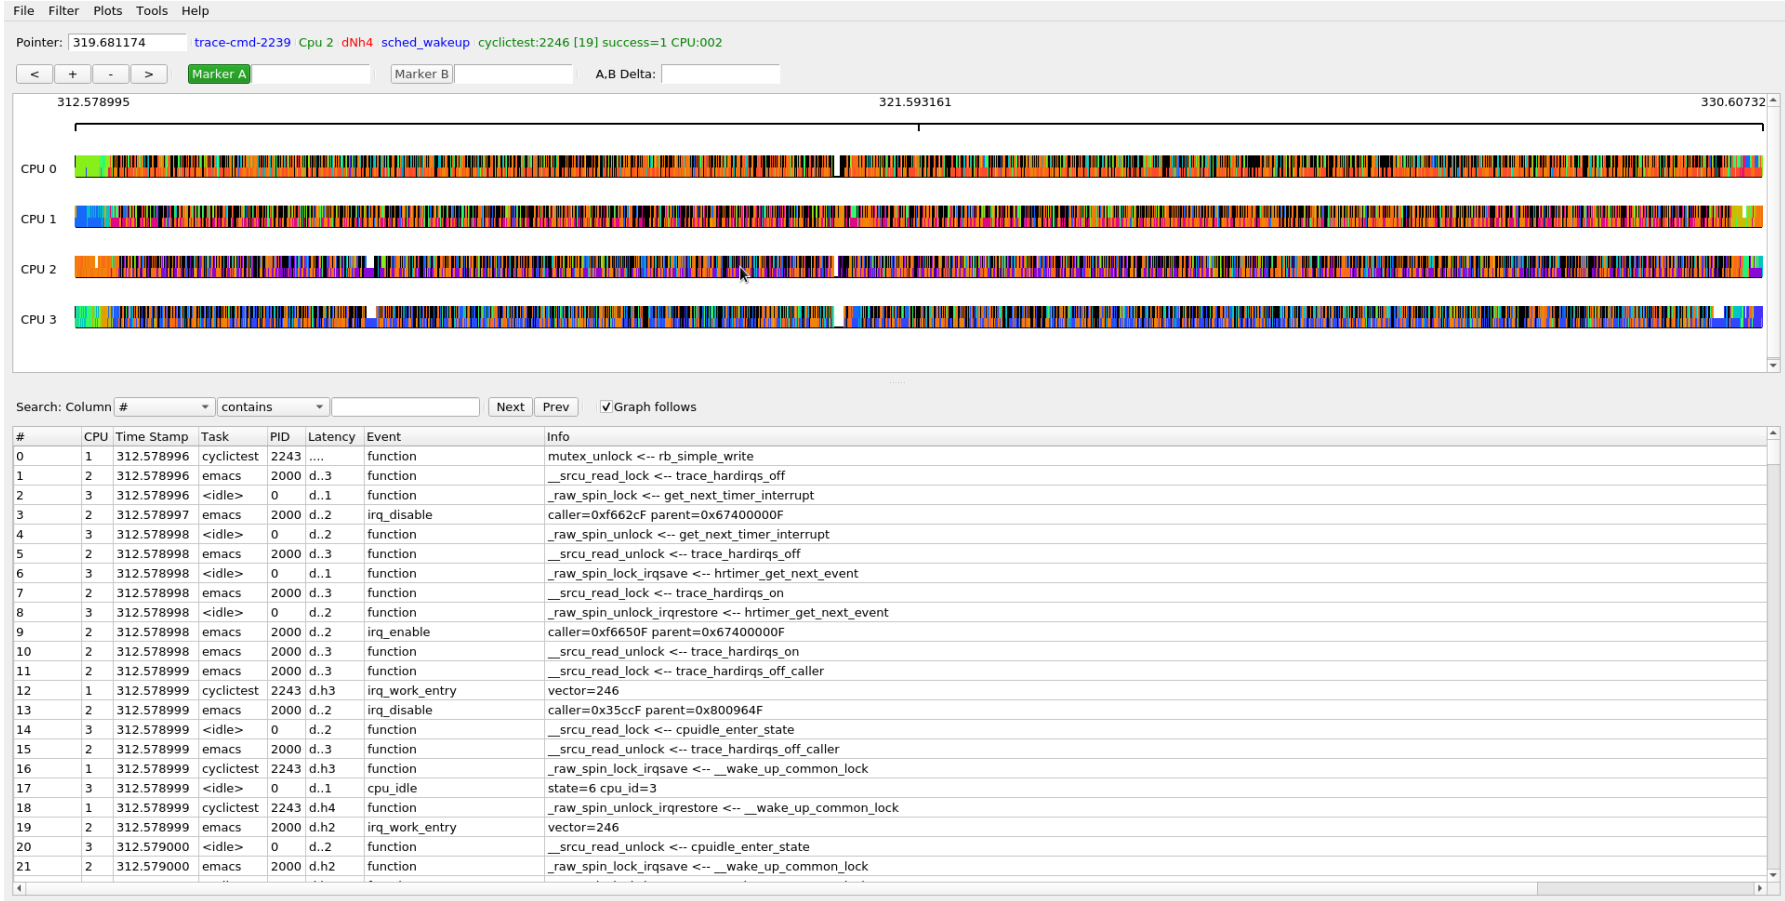 File Filter Plots Tools Help
Pointer: 319.681174 trace-cmd-2239 Cpu 2 dNh4 sched_wakeup cyclictest:2246 [19] success=1 CPU:002
< + - > Marker A Marker B A,B Delta:
312.578995 321.593161 330.60732
CPU 0
CPU 1
CPU 2
CPU 3
Search: Column # contains Next Prev Graph follows
# CPU Time Stamp Task PID Latency Event Info
0 1 312.578996 cyclictest 2243 .... function mutex_unlock <-- rb_simple_write
1 2 312.578996 emacs 2000 d..3 function __srcu_read_lock <-- trace_hardirqs_off
2 3 312.578996 <idle> 0 d..1 function _raw_spin_lock <-- get_next_timer_interrupt
3 2 312.578997 emacs 2000 d..2 irq_disable caller=0xf662cF parent=0x67400000F
4 3 312.578998 <idle> 0 d..2 function _raw_spin_unlock <-- get_next_timer_interrupt
5 2 312.578998 emacs 2000 d..3 function __srcu_read_unlock <-- trace_hardirqs_off
6 3 312.578998 <idle> 0 d..1 function _raw_spin_lock_irqsave <-- hrtimer_get_next_event
7 2 312.578998 emacs 2000 d..3 function __srcu_read_lock <-- trace_hardirqs_on
8 3 312.578998 <idle> 0 d..2 function _raw_spin_unlock_irqrestore <-- hrtimer_get_next_event
9 2 312.578998 emacs 2000 d..2 irq_enable caller=0xf6650F parent=0x67400000F
10 2 312.578998 emacs 2000 d..3 function __srcu_read_unlock <-- trace_hardirqs_on
11 2 312.578999 emacs 2000 d..3 function __srcu_read_lock <-- trace_hardirqs_off_caller
12 1 312.578999 cyclictest 2243 d.h3 irq_work_entry vector=246
13 2 312.578999 emacs 2000 d..2 irq_disable caller=0x35ccF parent=0x800964F
14 3 312.578999 <idle> 0 d..2 function __srcu_read_lock <-- cpuidle_enter_state
15 2 312.578999 emacs 2000 d..3 function __srcu_read_unlock <-- trace_hardirqs_off_caller
16 1 312.578999 cyclictest 2243 d.h3 function _raw_spin_lock_irqsave <-- __wake_up_common_lock
17 3 312.578999 <idle> 0 d..1 cpu_idle state=6 cpu_id=3
18 1 312.578999 cyclictest 2243 d.h4 function _raw_spin_unlock_irqrestore <-- __wake_up_common_lock
19 2 312.578999 emacs 2000 d.h2 irq_work_entry vector=246
20 3 312.579000 <idle> 0 d..2 function __srcu_read_unlock <-- cpuidle_enter_state
21 2 312.579000 emacs 2000 d.h2 function _raw_spin_lock_irqsave <-- __wake_up_common_lock